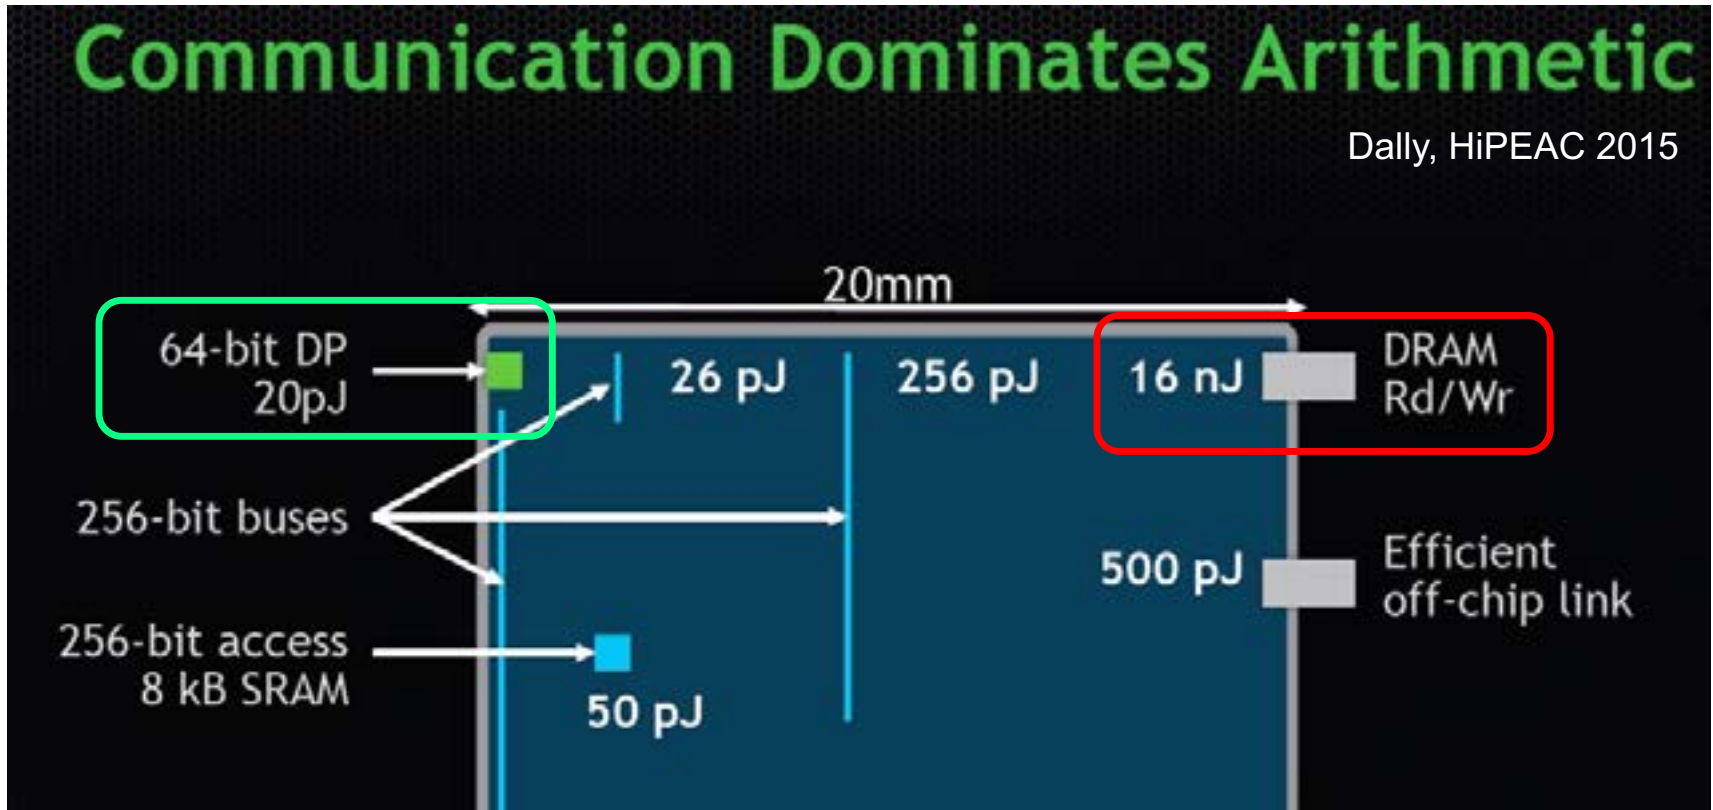 Communication Dominates Arithmetic
Dally, HiPEAC 2015
20mm
64-bit DP
20pJ
26 pJ
256 pJ
16 nJ
DRAM
Rd/Wr
256-bit buses
500 pJ
Efficient
off-chip link
256-bit access
8 kB SRAM
50 pJ